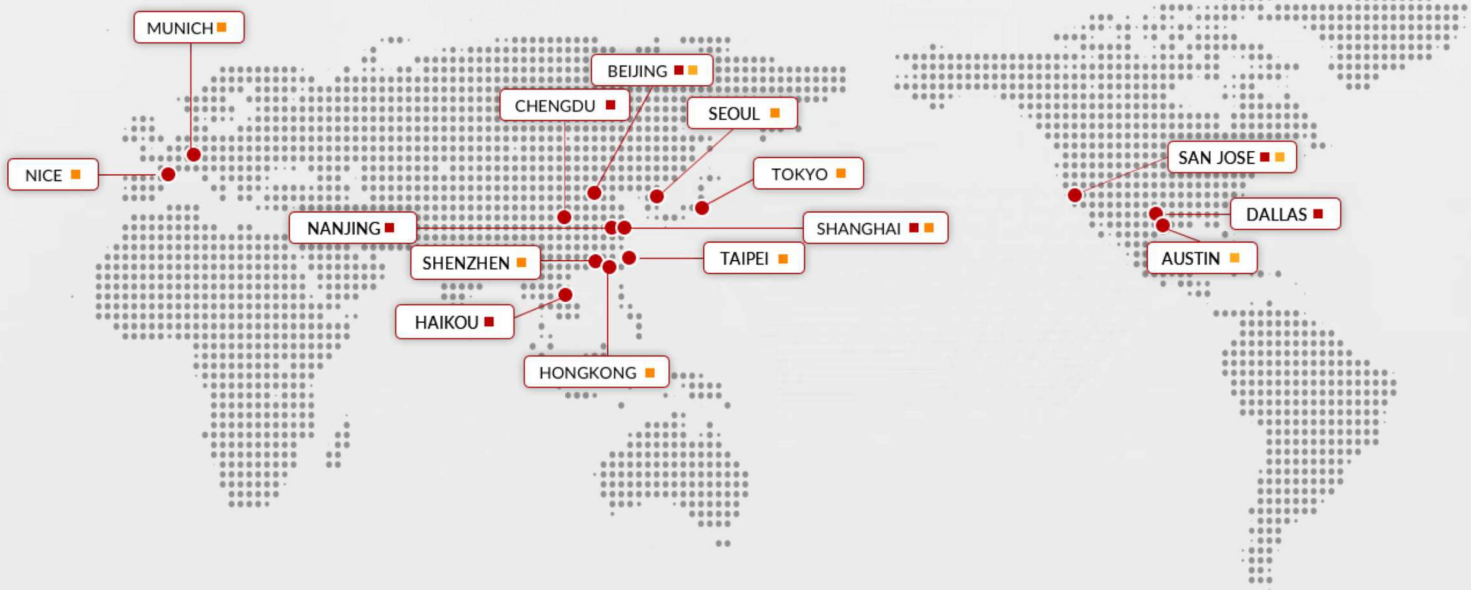 MUNICH
BEIJING
CHENGDU
SEOUL
SAN JOSE
NICE
TOKYO
DALLAS
NANJING
SHANGHAI
SHENZHEN
TAIPEI
AUSTIN
HAIKOU
HONGKONG